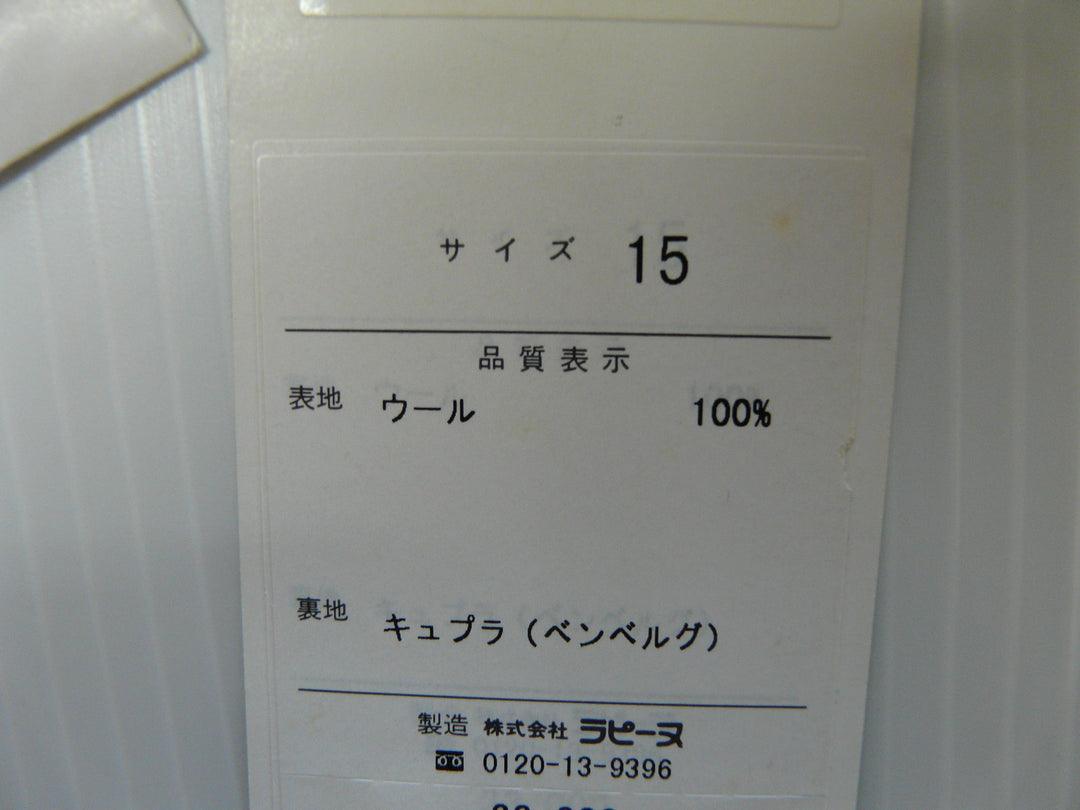 サイズ 15
品質表示
表地 ウール 100%
裏地 キュプラ（ベンベルグ）
製造 株式会社 ラピーヌ
0120-13-9396